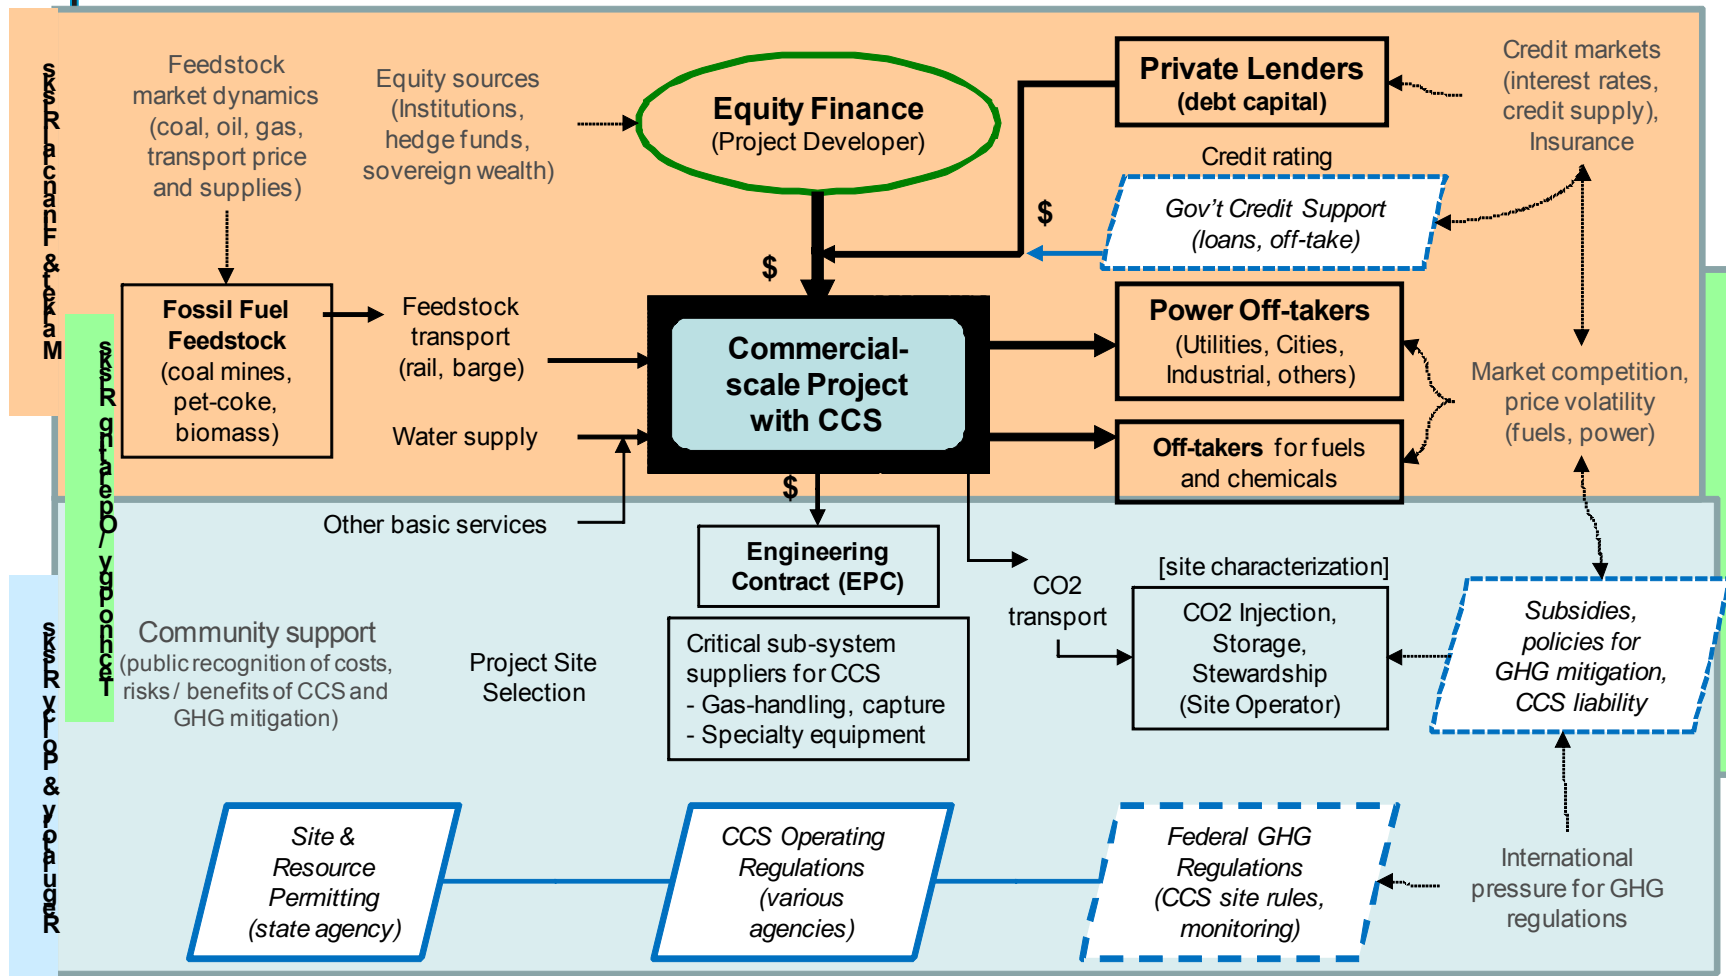 Market & Financial Risks
Technology / Operating Risks
Regulatory & Policy Risks
Feedstock
market dynamics
(coal, oil, gas,
transport price
and supplies)
Equity sources
(Institutions,
hedge funds,
sovereign wealth)
Equity Finance
(Project Developer)
Private Lenders
(debt capital)
Credit markets
(interest rates,
credit supply),
Insurance
Credit rating
Gov't Credit Support
(loans, off-take)
$
$
Fossil Fuel
Feedstock
(coal mines,
pet-coke,
biomass)
Feedstock
transport
(rail, barge)
Water supply
Other basic services
Commercial-
scale Project
with CCS
Power Off-takers
(Utilities, Cities,
Industrial, others)
Off-takers for fuels
and chemicals
Market competition,
price volatility
(fuels, power)
$
Engineering
Contract (EPC)
Critical sub-system
suppliers for CCS
- Gas-handling, capture
- Specialty equipment
CO2
transport
[site characterization]
CO2 Injection,
Storage,
Stewardship
(Site Operator)
Subsidies,
policies for
GHG mitigation,
CCS liability
Community support
(public recognition of costs,
risks / benefits of CCS and
GHG mitigation)
Project Site
Selection
Site &
Resource
Permitting
(state agency)
CCS Operating
Regulations
(various
agencies)
Federal GHG
Regulations
(CCS site rules,
monitoring)
International
pressure for GHG
regulations